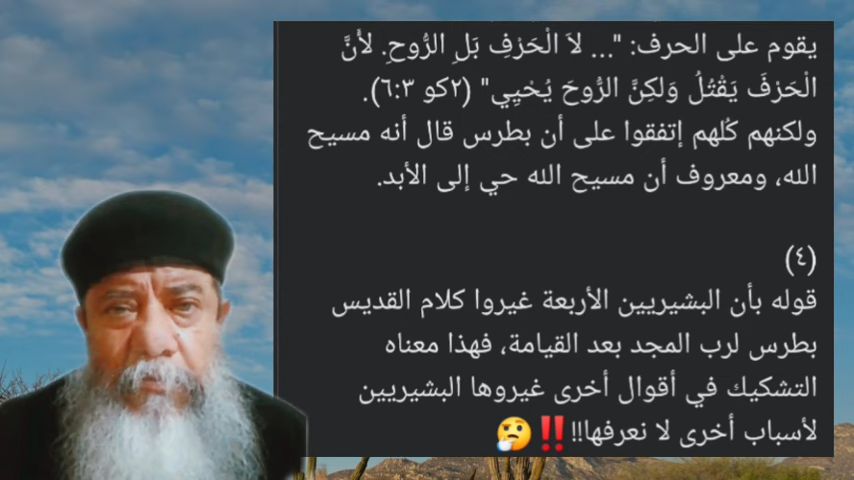 يقوم على الحرف: "... لاَ الْحَرْفِ بَلِ الرُّوحِ. لأَنَّ
الْحَرْفَ يَقْتُلُ وَلكِنَّ الرُّوحَ يُحْيِي" (٢كو ٦:٣).
ولكنهم كُلهم إتفقوا على أن بطرس قال أنه مسيح
الله، ومعروف أن مسيح الله حي إلى الأبد.
(٤)
قوله بأن البشيريين الأربعة غيروا كلام القديس
بطرس لرب المجد بعد القيامة، فهذا معناه
التشكيك في أقوال أخرى غيروها البشيريين
لأسباب أخرى لا نعرفها!!‼️🤔